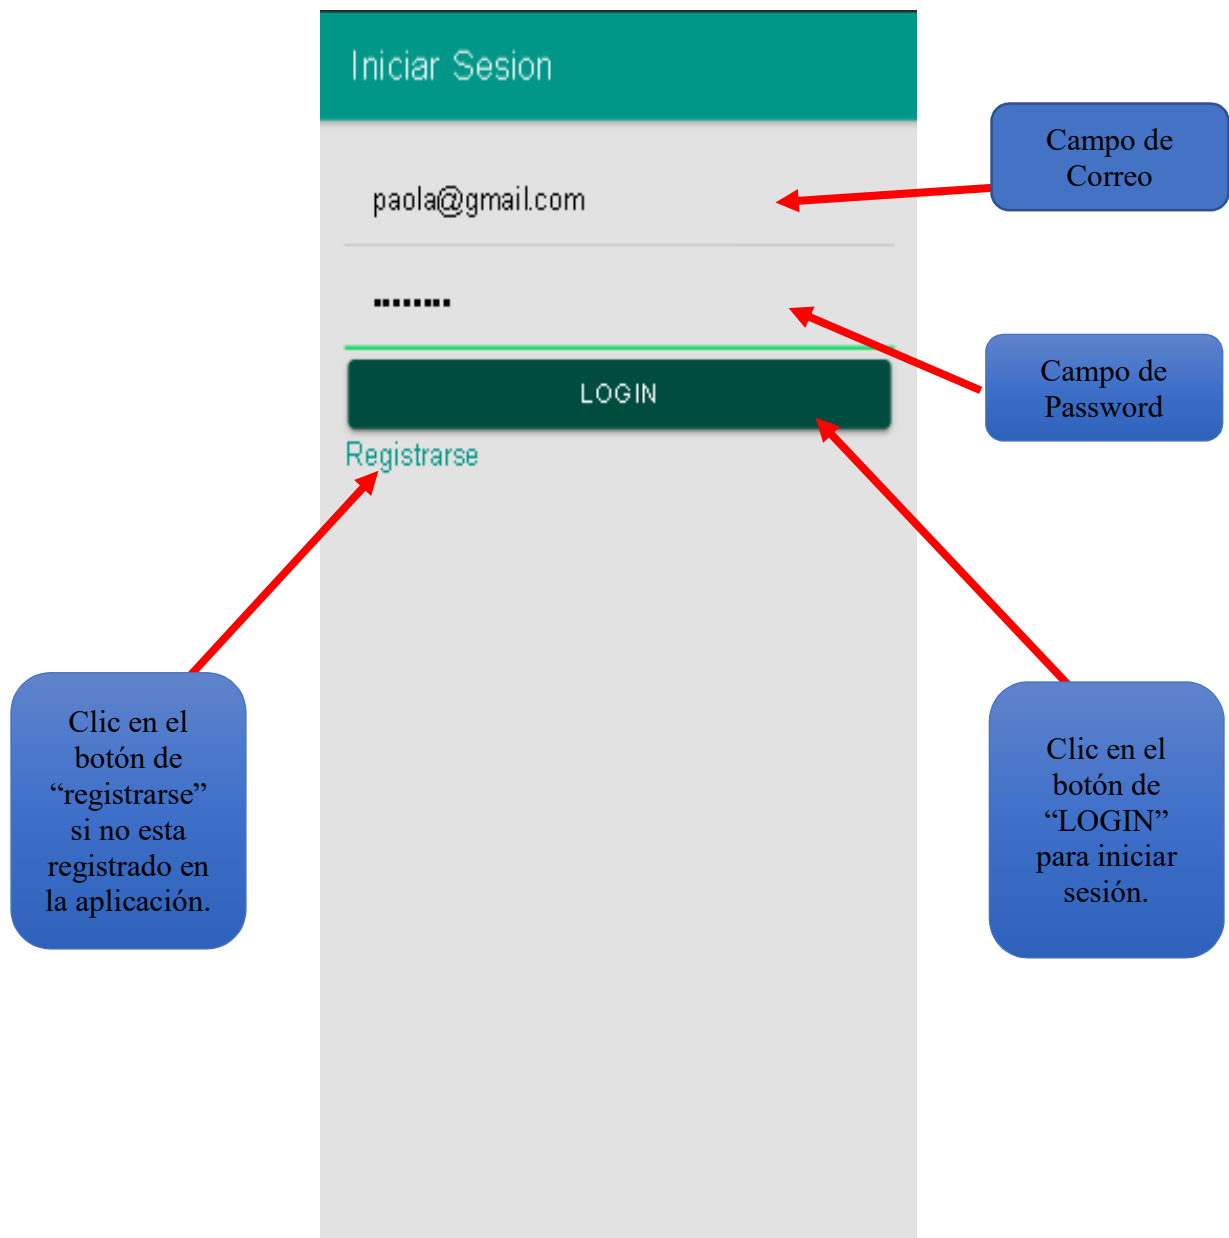 Iniciar Sesion
Campo de
Correo
paola@gmail.com
........
Campo de
Password
LOGIN
Registrarse
Clic en el
botón de
“registrarse”
si no esta
registrado en
la aplicación.
Clic en el
botón de
“LOGIN”
para iniciar
sesión.